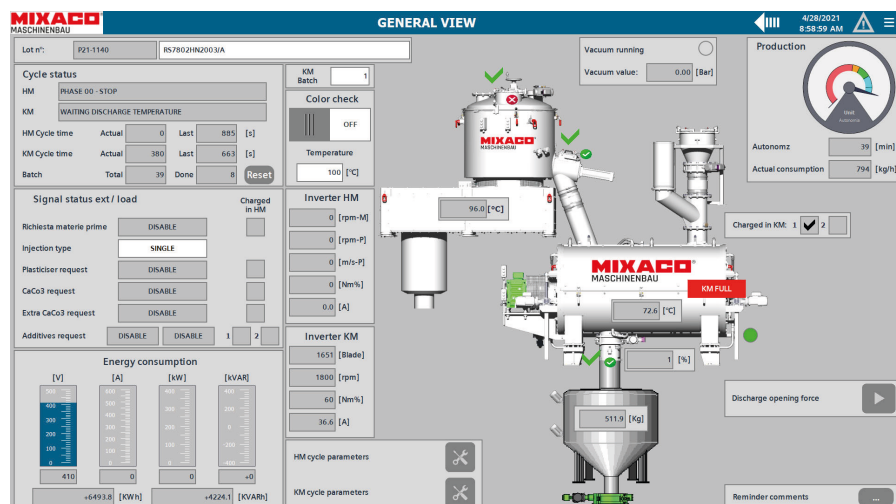 MIXACO
MASCHINENBAU
GENERAL VIEW
4/28/2021
8:58:59 AM
Lot n°: P21-1140 RS7802HN2003/A
Cycle status
HM PHASE 00 - STOP
KM WAITING DISCHARGE TEMPERATURE
HM Cycle time Actual 0 Last 885 [s]
KM Cycle time Actual 380 Last 663 [s]
Batch Total 39 Done 8 Reset
Signal status ext / load
Charged
in HM
Richiesta materie prime DISABLE
Injection type SINGLE
Plasticiser request DISABLE
CaCo3 request DISABLE
Extra CaCo3 request DISABLE
Additives request DISABLE DISABLE 1 2
Energy consumption
[V] [A] [kW] [kVAR]
410 0 0 +0
+6493.8 [KWh] +4224.1 [KVARh]
KM
Batch 1
Color check
OFF
Temperature
100 [°C]
Inverter HM
0 [rpm-M]
0 [rpm-P]
0 [m/s-P]
0 [Nm%]
0.0 [A]
Inverter KM
1651 [Blade]
1800 [rpm]
60 [Nm%]
36.6 [A]
HM cycle parameters
KM cycle parameters
Vacuum running
Vacuum value: 0.00 [Bar]
MIXACO
MASCHINENBAU
96.0 [°C]
MIXACO
MASCHINENBAU
KM FULL
72.6 [°C]
1 [%]
511.9 [Kg]
Production
Unit
Autonomia
Autonomz 39 [min]
Actual consumption 794 [kg/h]
Charged in KM: 1 2
Discharge opening force
Reminder comments ...